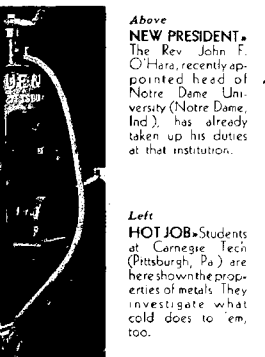 Above
NEW PRESIDENT»
The Rev John F.
O'Hara, recently ap-
pointed head of
Notre Dame Uni-
versity (Notre Dame,
Ind), has already
taken up his duties
at that institution.
Left
HOT JOB»Students
at Carnegie Tech
(Pittsburgh, Pa) are
here shown the prop-
erties of metals They
investigate what
cold does to 'em,
too.